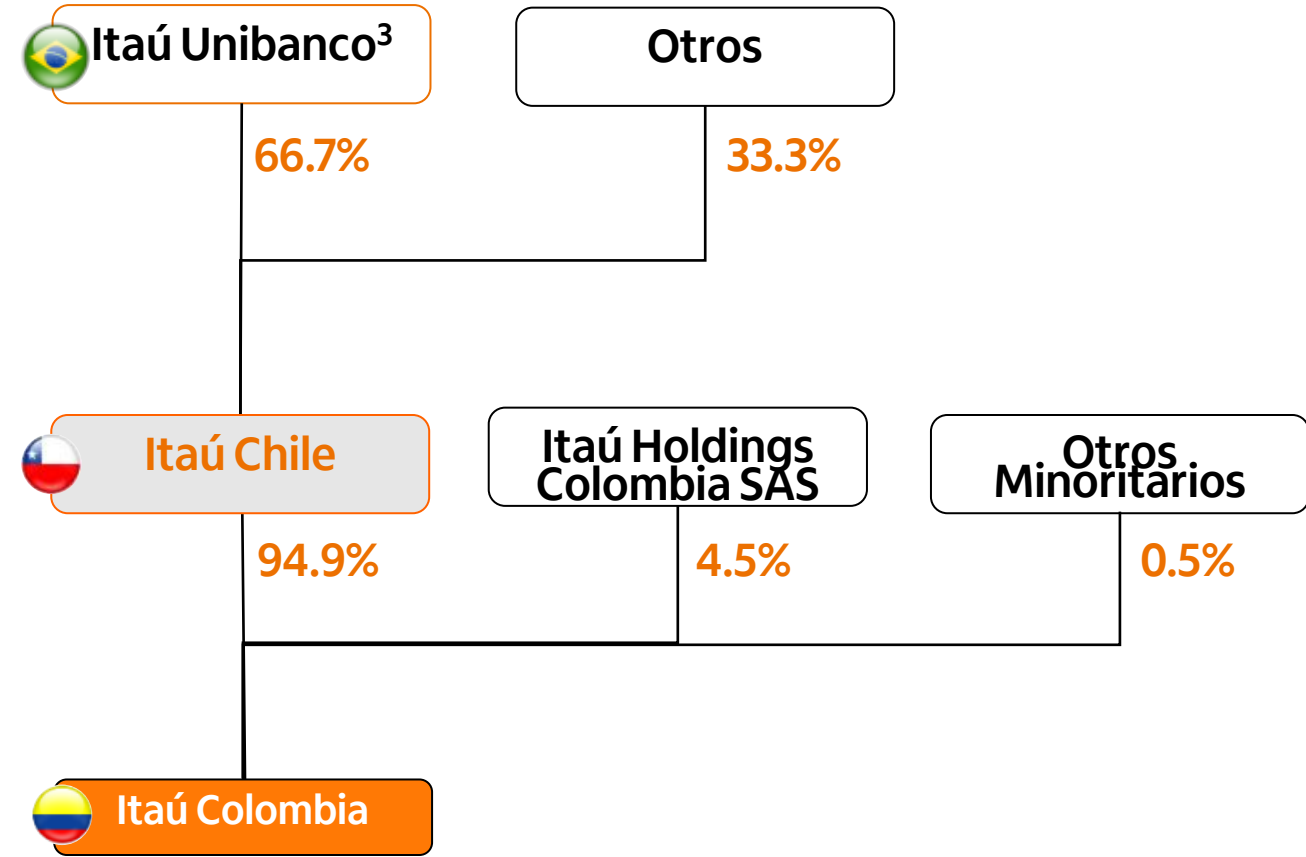 Itaú Unibanco³
Otros
66.7%
33.3%
Itaú Chile
Itaú Holdings
Colombia SAS
Otros
Minoritarios
94.9%
4.5%
0.5%
Itaú Colombia